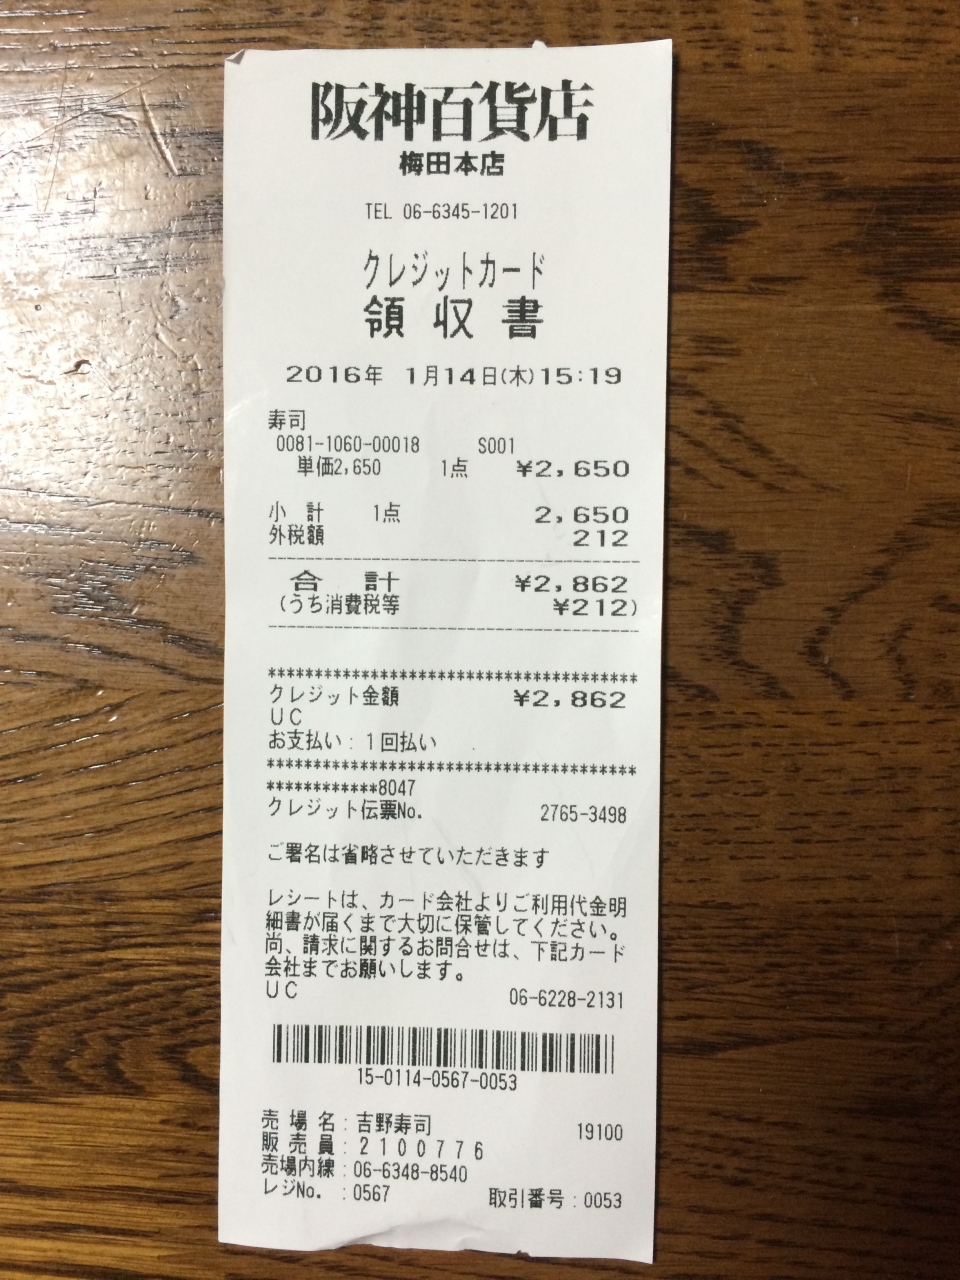 阪神百貨店
梅田本店
TEL 06-6345-1201
クレジットカード
領収書
2016年 1月14日(木)15:19
寿司
0081-1060-00018 S001
単価2,650 1点 ¥2,650
小 計 1点 2,650
外税額 212
合 計 ¥2,862
(うち消費税等 ¥212)
**************************************
クレジット金額 ¥2,862
UC
お支払い：1回払い
**************************************
************8047
クレジット伝票No. 2765-3498
ご署名は省略させていただきます
レシートは、カード会社よりご利用代金明
細書が届くまで大切に保管してください。
尚、請求に関するお問合せは、下記カード
会社までお願いします。
UC 06-6228-2131
15-0114-0567-0053
売 場 名：吉野寿司 19100
販 売 員：2100776
売場内線：06-6348-8540
レジNo. ：0567 取引番号：0053